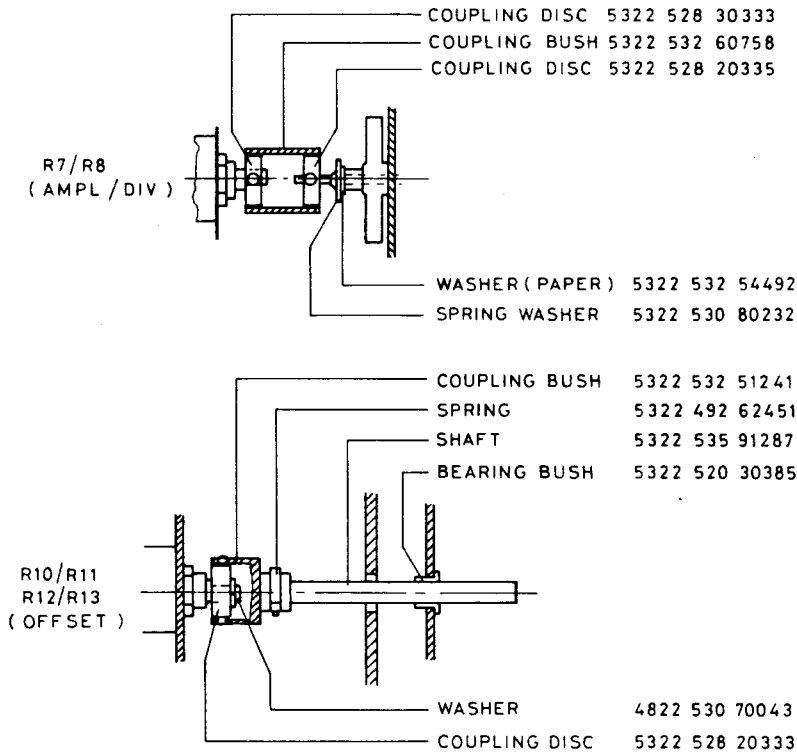 COUPLING DISC 5322 528 30333
COUPLING BUSH 5322 532 60758
COUPLING DISC 5322 528 20335
R7/R8
(AMPL/DIV)
WASHER (PAPER) 5322 532 54492
SPRING WASHER 5322 530 80232
COUPLING BUSH 5322 532 51241
SPRING 5322 492 62451
SHAFT 5322 535 91287
BEARING BUSH 5322 520 30385
R10/R11
R12/R13
(OFFSET)
WASHER 4822 530 70043
COUPLING DISC 5322 528 20333